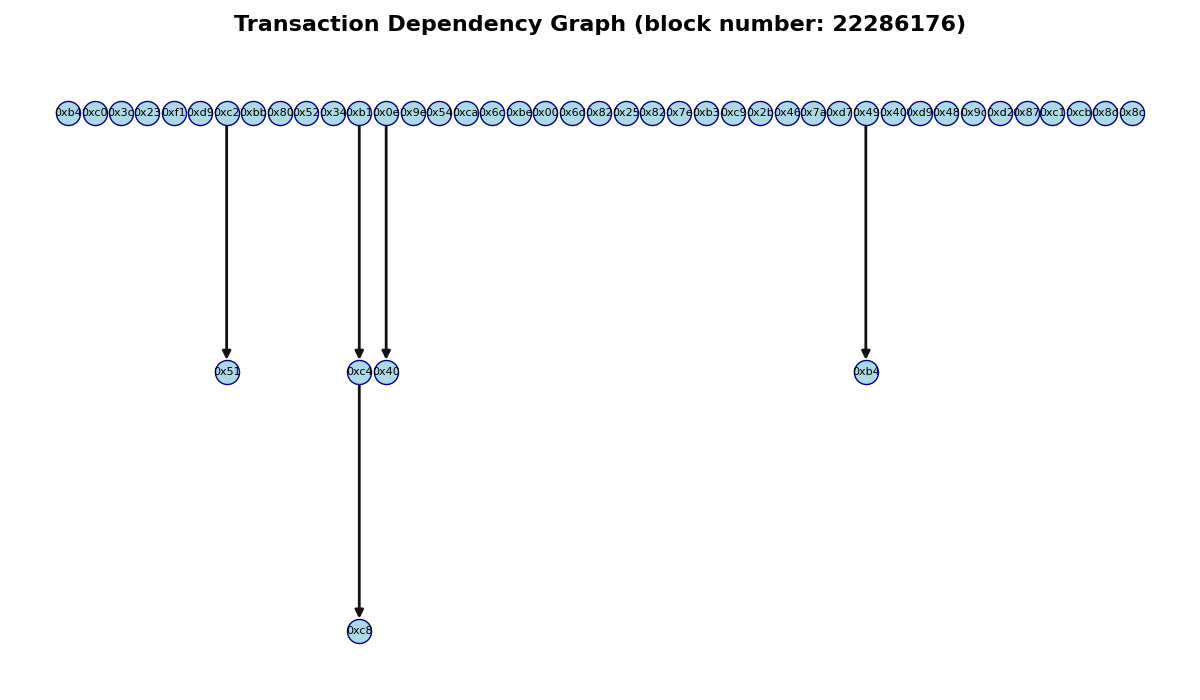 Transaction Dependency Graph (block number: 22286176)
0xb4 0xc0 0x3c 0x23 0xf1 0xd9 0xc2 0xbb 0x80 0x52 0x34 0xb1 0x0e 0x9e 0x54 0xca 0x6c 0xbe 0x00 0x6d 0x82 0x25 0x82 0x7e 0xb3 0xc9 0x2b 0x46 0x7a 0xd7 0x49 0x40 0xd9 0x48 0x9c 0xd2 0x87 0xc1 0xcb 0x8d 0x8c
0x51 0xc4 0x40 0xb4
0xc8